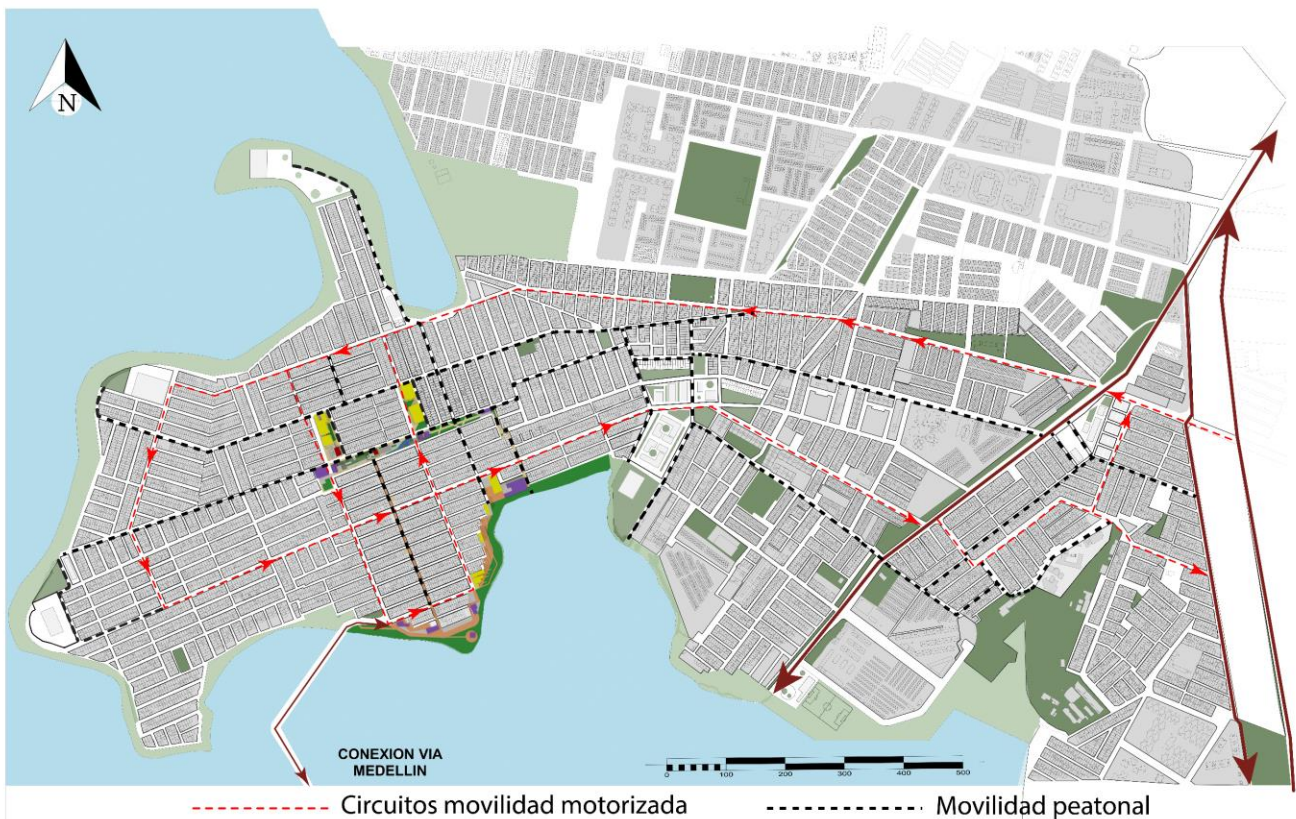 N
CONEXION VIA
MEDELLIN
0 100 200 300 400 500
Circuitos movilidad motorizada
Movilidad peatonal